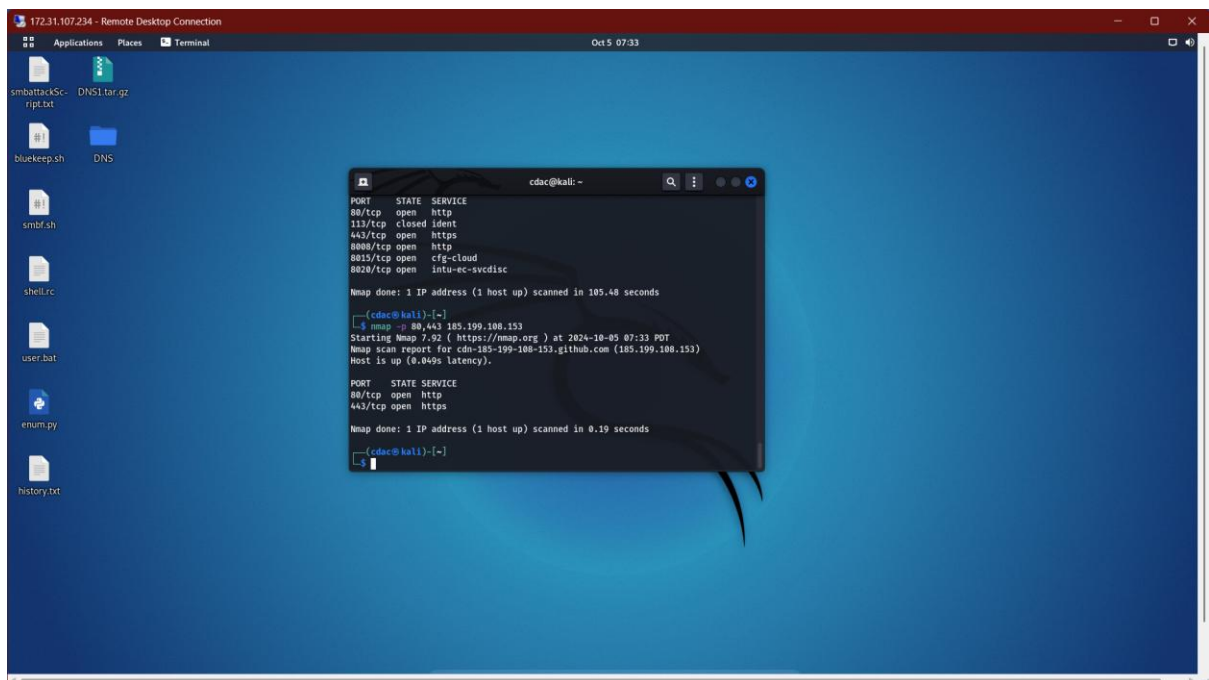 172.31.107.234 - Remote Desktop Connection
Applications Places Terminal Oct 5 07:33
smbattackSc-
ript.txt
DNS1.tar.gz
#!
bluekeep.sh
DNS
#!
smbf.sh
shell.rc
user.bat
enum.py
history.txt
cdac@kali: ~
PORT STATE SERVICE
80/tcp open http
113/tcp closed ident
443/tcp open https
8008/tcp open http
8015/tcp open cfg-cloud
8020/tcp open intu-ec-svcdisc
Nmap done: 1 IP address (1 host up) scanned in 105.48 seconds
┌──(cdac㉿kali)-[~]
└─$ nmap -p 80,443 185.199.108.153
Starting Nmap 7.92 ( https://nmap.org ) at 2024-10-05 07:33 PDT
Nmap scan report for cdn-185-199-108-153.github.com (185.199.108.153)
Host is up (0.049s latency).
PORT STATE SERVICE
80/tcp open http
443/tcp open https
Nmap done: 1 IP address (1 host up) scanned in 0.19 seconds
┌──(cdac㉿kali)-[~]
└─$